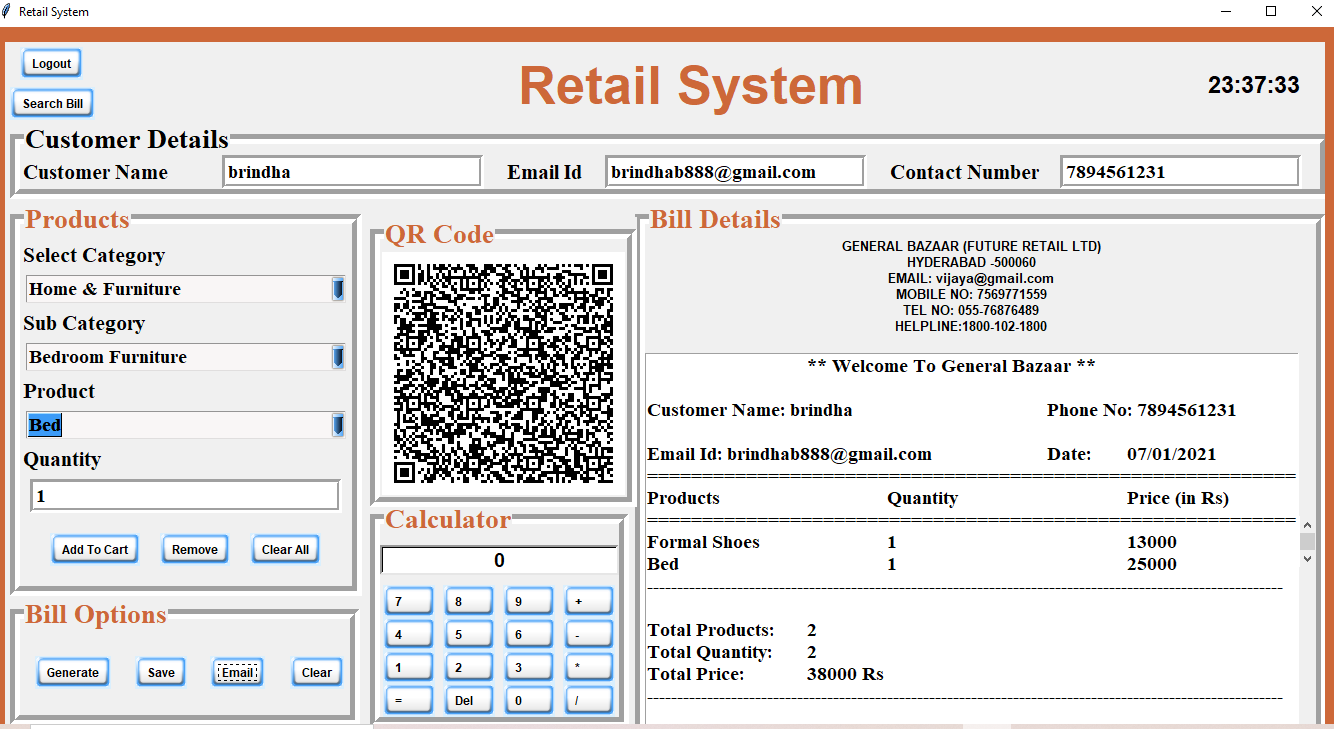 Retail System
Logout
Search Bill
Retail System
23:37:33
Customer Details
Customer Name brindha Email Id brindhab888@gmail.com Contact Number 7894561231
Products
Select Category
Home & Furniture
Sub Category
Bedroom Furniture
Product
Bed
Quantity
1
Add To Cart Remove Clear All
Bill Options
Generate Save Email Clear
QR Code
Calculator
0
7 8 9 +
4 5 6 -
1 2 3 *
= Del 0 /
Bill Details
GENERAL BAZAAR (FUTURE RETAIL LTD)
HYDERABAD -500060
EMAIL: vijaya@gmail.com
MOBILE NO: 7569771559
TEL NO: 055-76876489
HELPLINE:1800-102-1800
** Welcome To General Bazaar **
Customer Name: brindha Phone No: 7894561231
Email Id: brindhab888@gmail.com Date: 07/01/2021
Products Quantity Price (in Rs)
Formal Shoes 1 13000
Bed 1 25000
Total Products: 2
Total Quantity: 2
Total Price: 38000 Rs